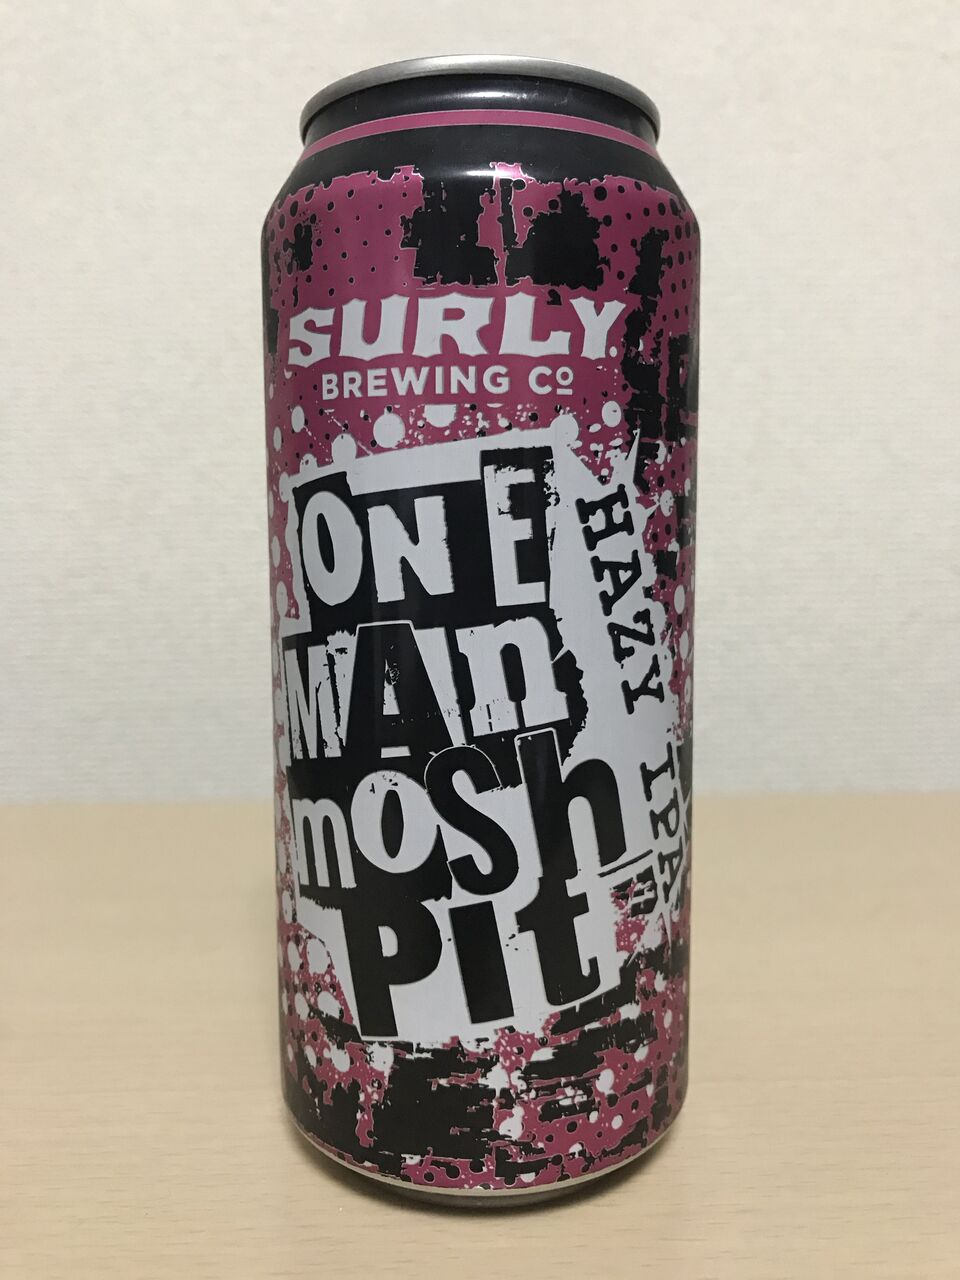 SURLY
BREWING Cº
ONE
MAn
mOSh
Pit
HAZY IPA